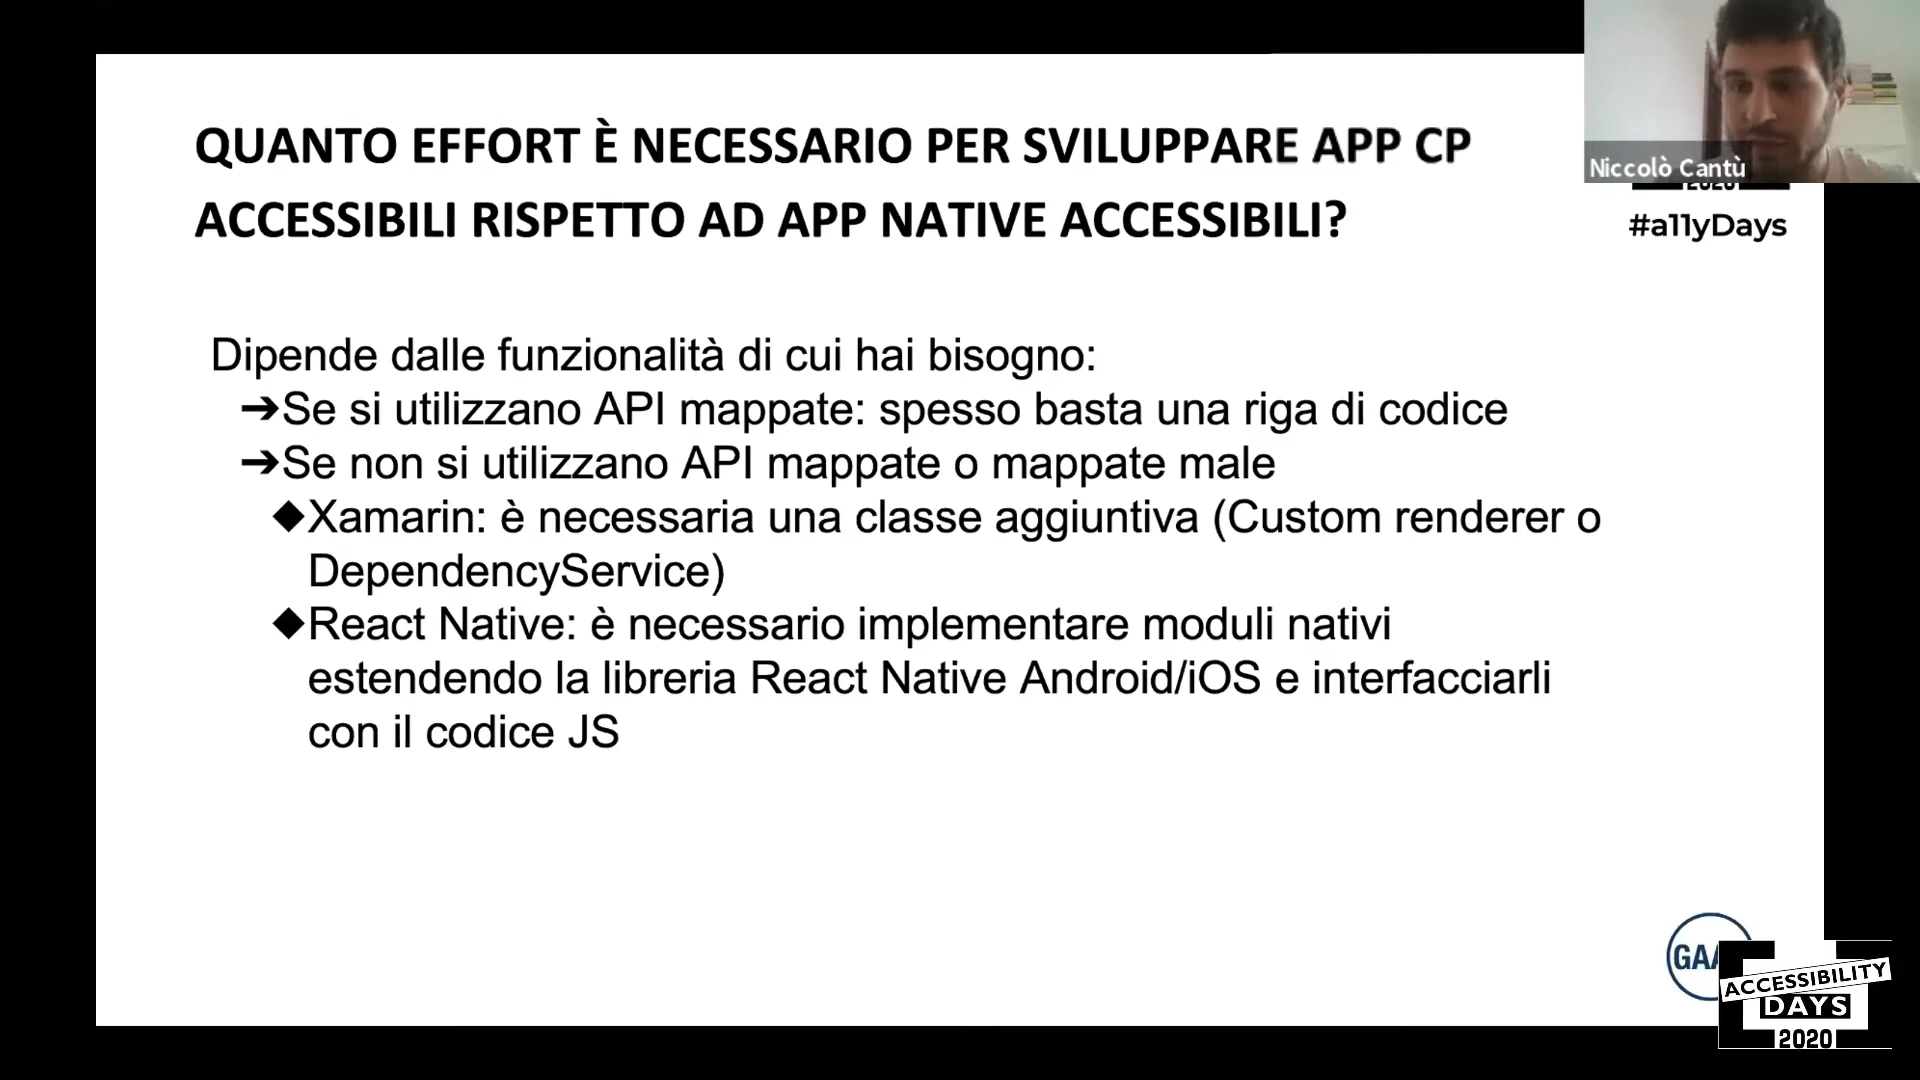 QUANTO EFFORT È NECESSARIO PER SVILUPPARE APP CP
ACCESSIBILI RISPETTO AD APP NATIVE ACCESSIBILI?
Niccolò Cantù
2020
#a11yDays
Dipende dalle funzionalità di cui hai bisogno:
➔Se si utilizzano API mappate: spesso basta una riga di codice
➔Se non si utilizzano API mappate o mappate male
◆Xamarin: è necessaria una classe aggiuntiva (Custom renderer o
DependencyService)
◆React Native: è necessario implementare moduli nativi
estendendo la libreria React Native Android/iOS e interfacciarli
con il codice JS
ACCESSIBILITY
DAYS
2020